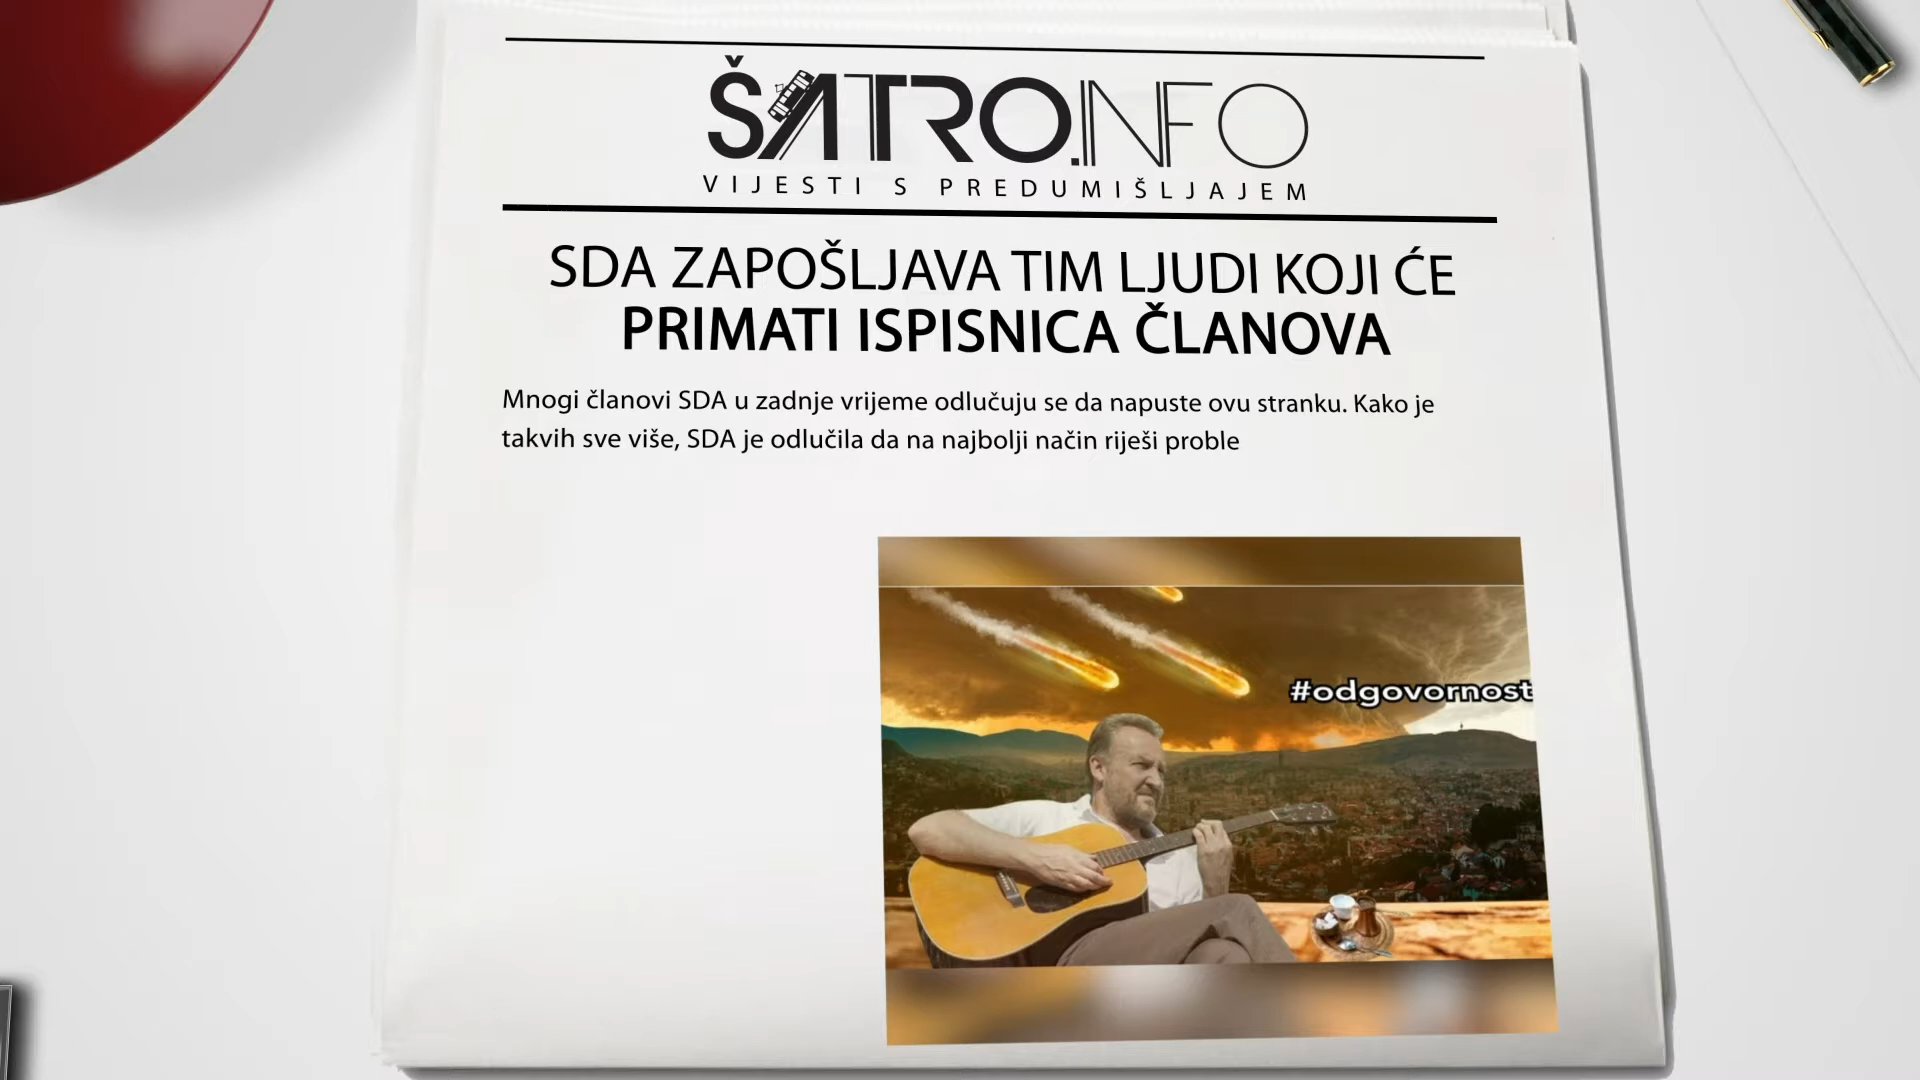 ŠATRO.INFO
VIJESTI S PREDUMIŠLJAJEM
SDA ZAPOŠLJAVA TIM LJUDI KOJI ĆE
PRIMATI ISPISNICA ČLANOVA
Mnogi članovi SDA u zadnje vrijeme odlučuju se da napuste ovu stranku. Kako je
takvih sve više, SDA je odlučila da na najbolji način riješi proble
#odgovornost